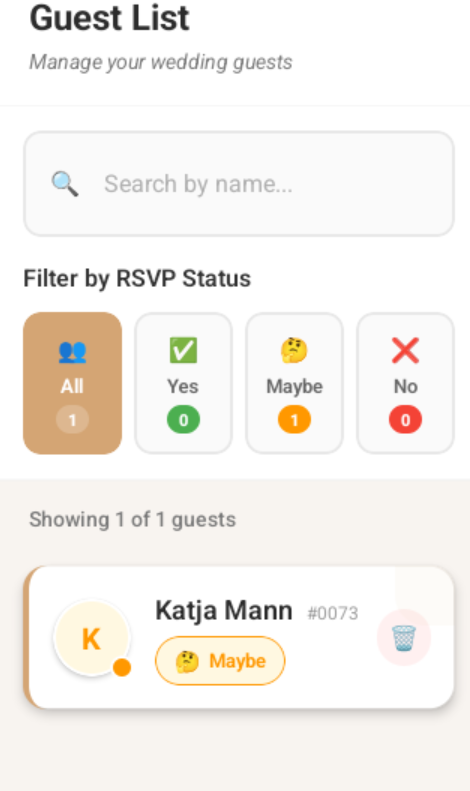 Guest List
Manage your wedding guests
Search by name...
Filter by RSVP Status
All
1
Yes
0
Maybe
1
No
0
Showing 1 of 1 guests
K
Katja Mann #0073
Maybe